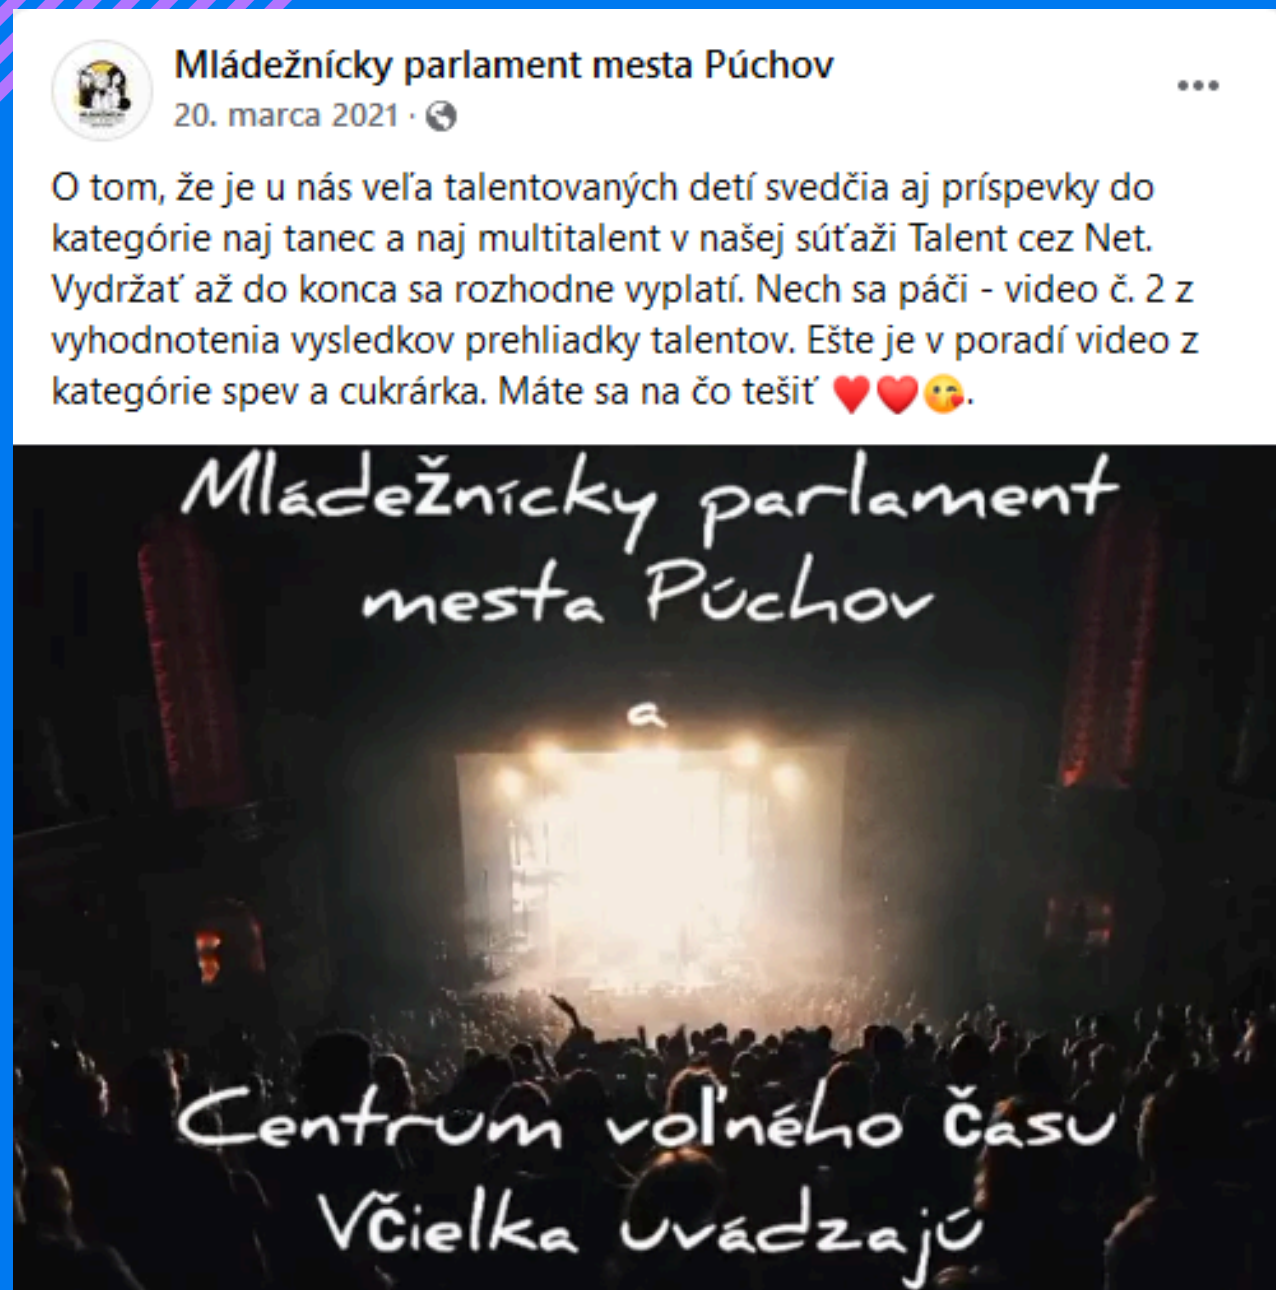 Mládežnícky parlament mesta Púchov
20. marca 2021 ·
O tom, že je u nás veľa talentovaných detí svedčia aj príspevky do
kategórie naj tanec a naj multitalent v našej súťaži Talent cez Net.
Vydržať až do konca sa rozhodne vyplatí. Nech sa páči - video č. 2 z
vyhodnotenia vysledkov prehliadky talentov. Ešte je v poradí video z
kategórie spev a cukrárka. Máte sa na čo tešiť ♥️❤️😘.
Mládežnícky parlament
mesta Púchov
a
Centrum voľného času
Včielka uvádzajú